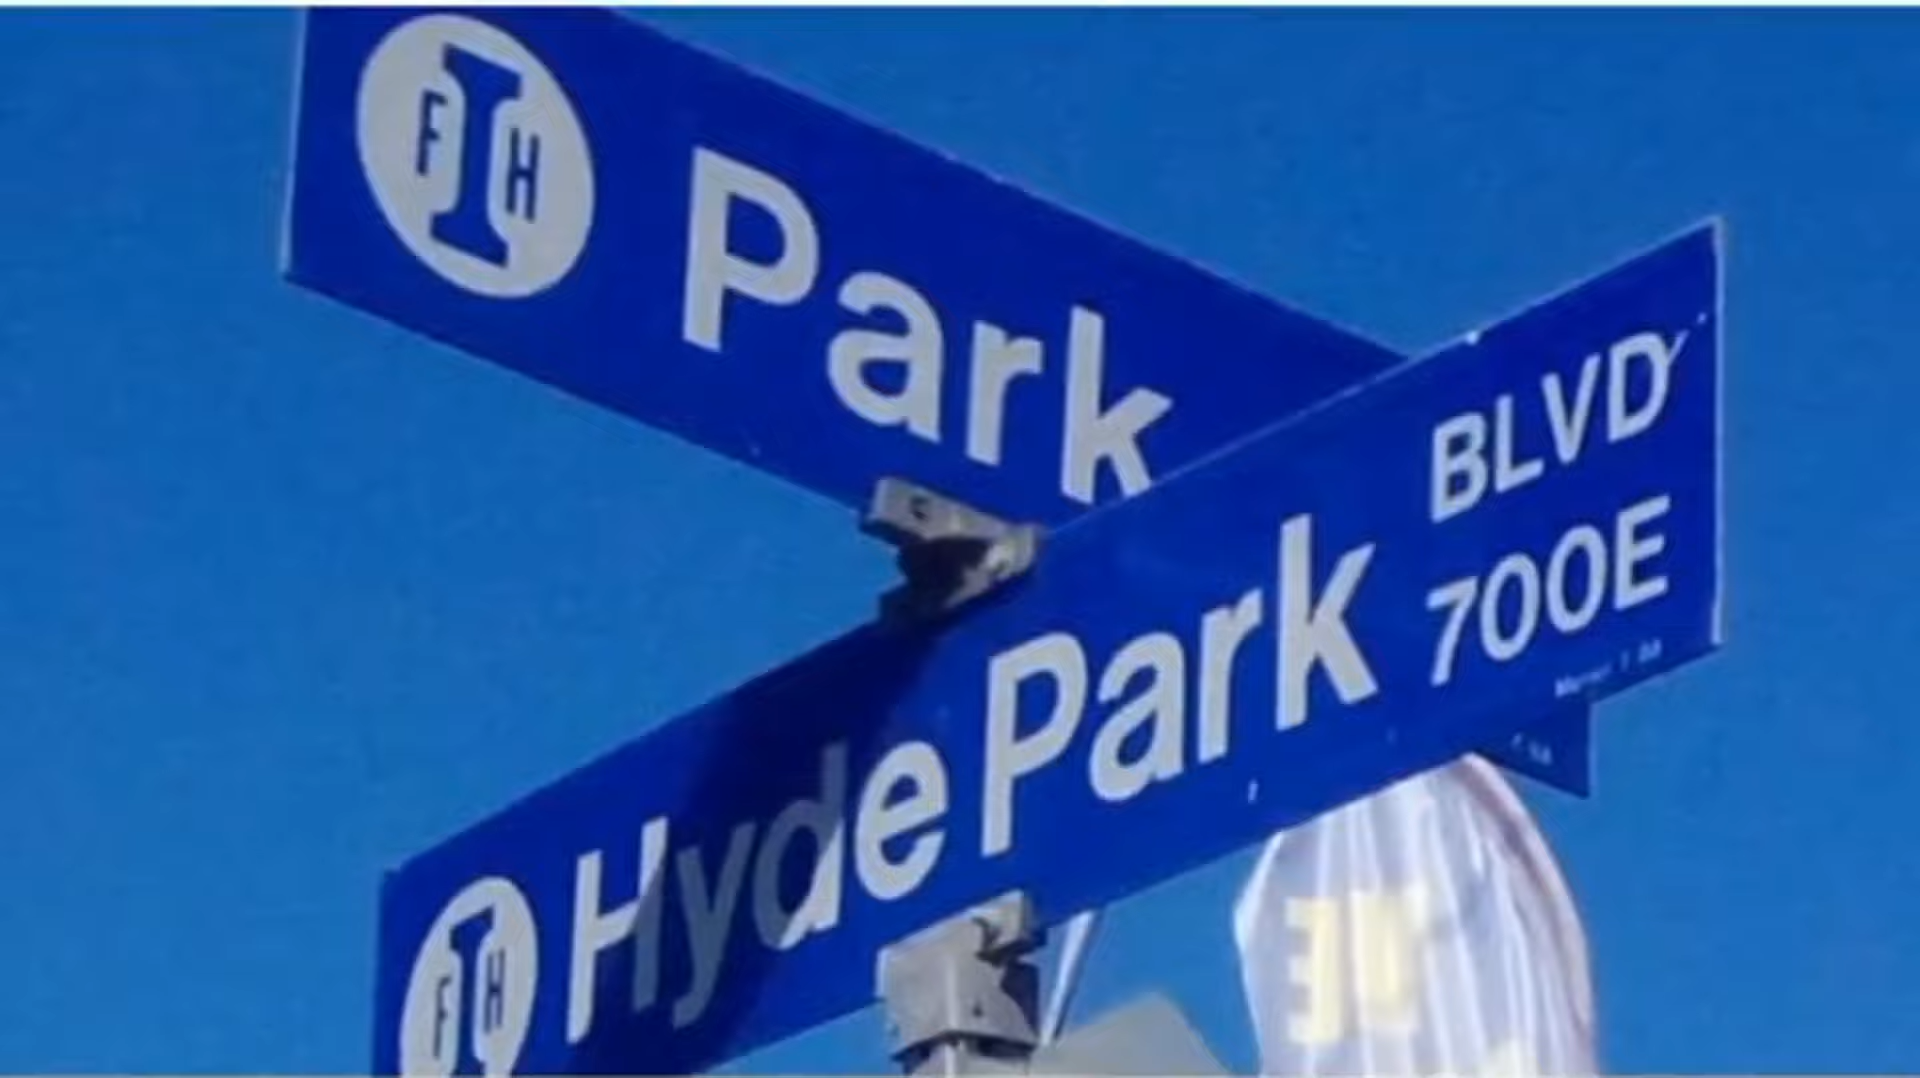 F I H
Park
BLVD
Hyde Park 700E
F I H